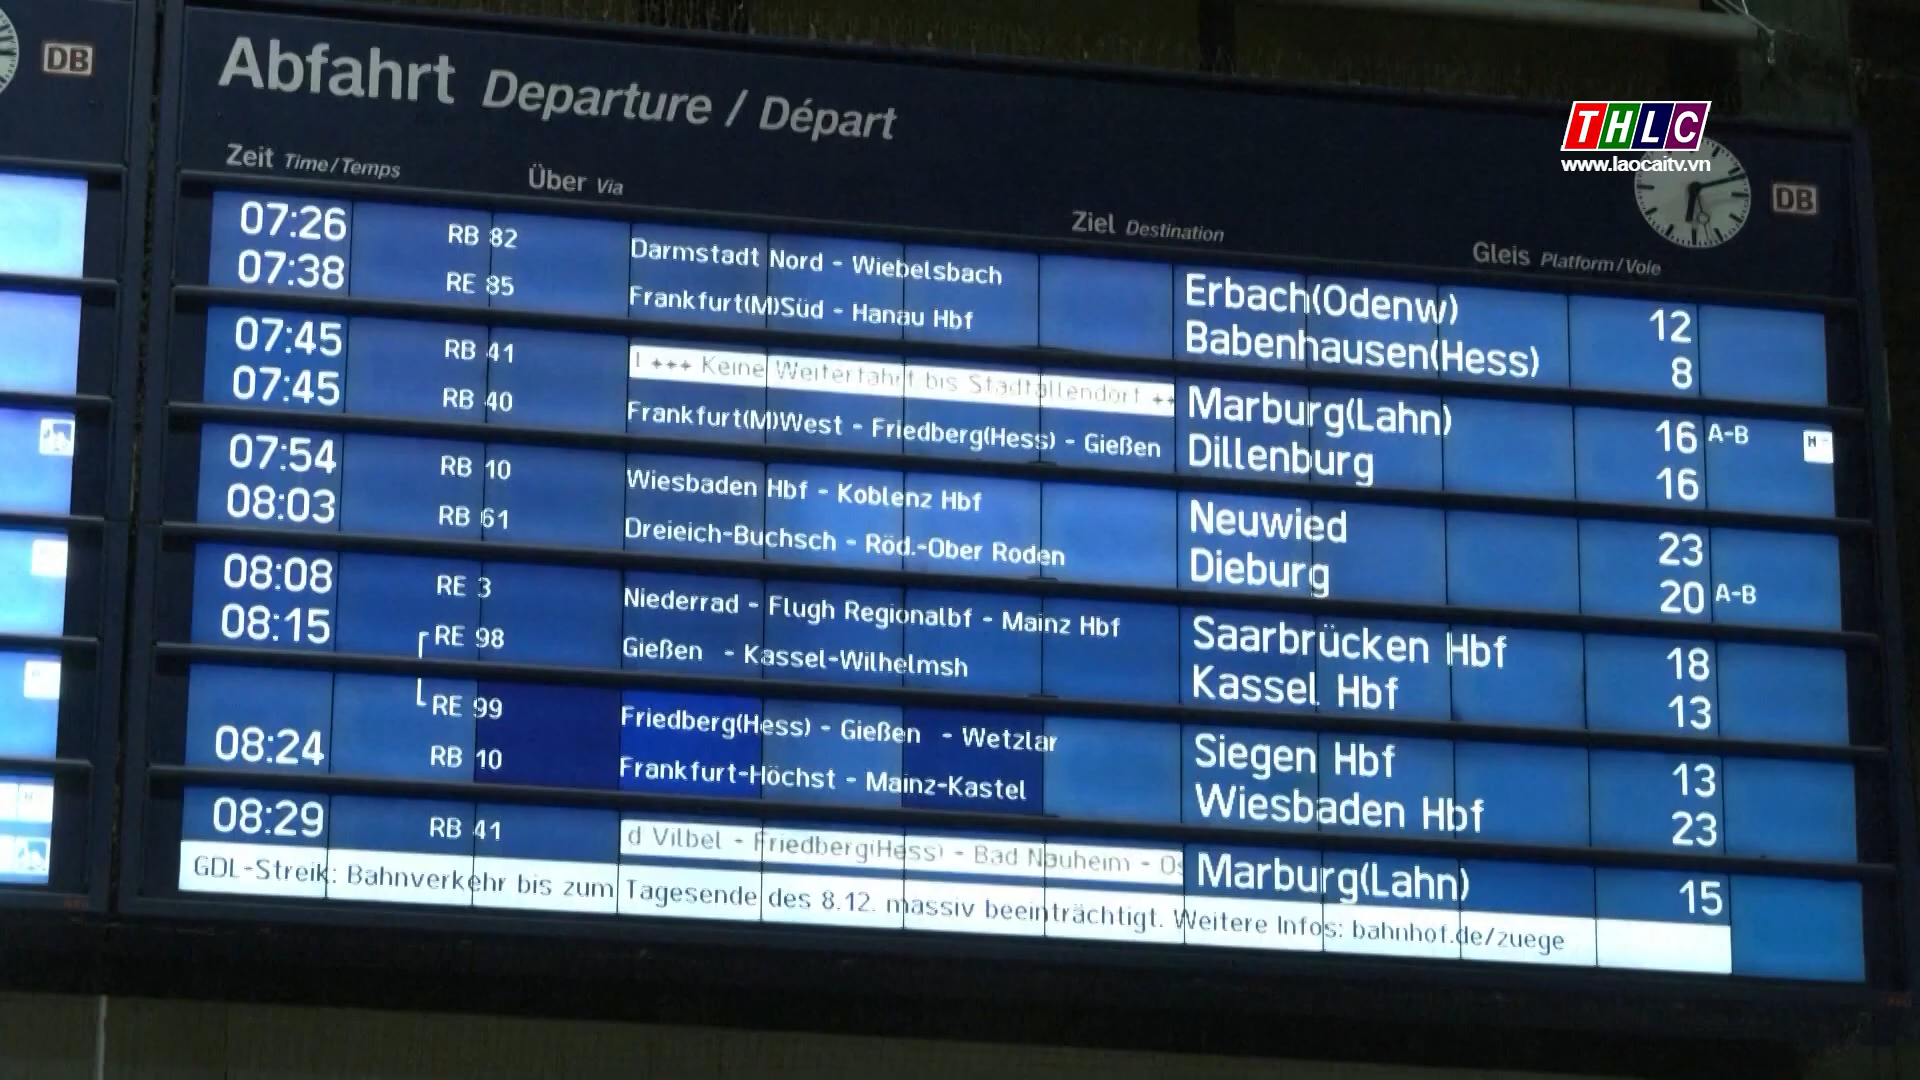 DB
THLC
www.laocaitv.vn
Abfahrt Departure / Départ
DB
Zeit Time/Temps Über Via Ziel Destination Gleis Platform/Voie
07:26 RB 82 Darmstadt Nord - Wiebelsbach Erbach(Odenw) 12
07:38 RE 85 Frankfurt(M)Süd - Hanau Hbf Babenhausen(Hess) 8
07:45 RB 41 +++ Keine Weiterfahrt bis Stadtallendorf ++ Marburg(Lahn) 16 A-B H
07:45 RB 40 Frankfurt(M)West - Friedberg(Hess) - Gießen Dillenburg 16
07:54 RB 10 Wiesbaden Hbf - Koblenz Hbf Neuwied 23
08:03 RB 61 Dreieich-Buchsch - Röd.-Ober Roden Dieburg 20 A-B
08:08 RE 3 Niederrad - Flugh Regionalbf - Mainz Hbf Saarbrücken Hbf 18
08:15 RE 98 Gießen - Kassel-Wilhelmsh Kassel Hbf 13
RE 99 Friedberg(Hess) - Gießen - Wetzlar Siegen Hbf 13
08:24 RB 10 Frankfurt-Höchst - Mainz-Kastel Wiesbaden Hbf 23
08:29 RB 41 d Vilbel - Friedberg(Hess) - Bad Nauheim - Os Marburg(Lahn) 15
GDL-Streik: Bahnverkehr bis zum Tagesende des 8.12. massiv beeinträchtigt. Weitere Infos: bahnhof.de/zuege